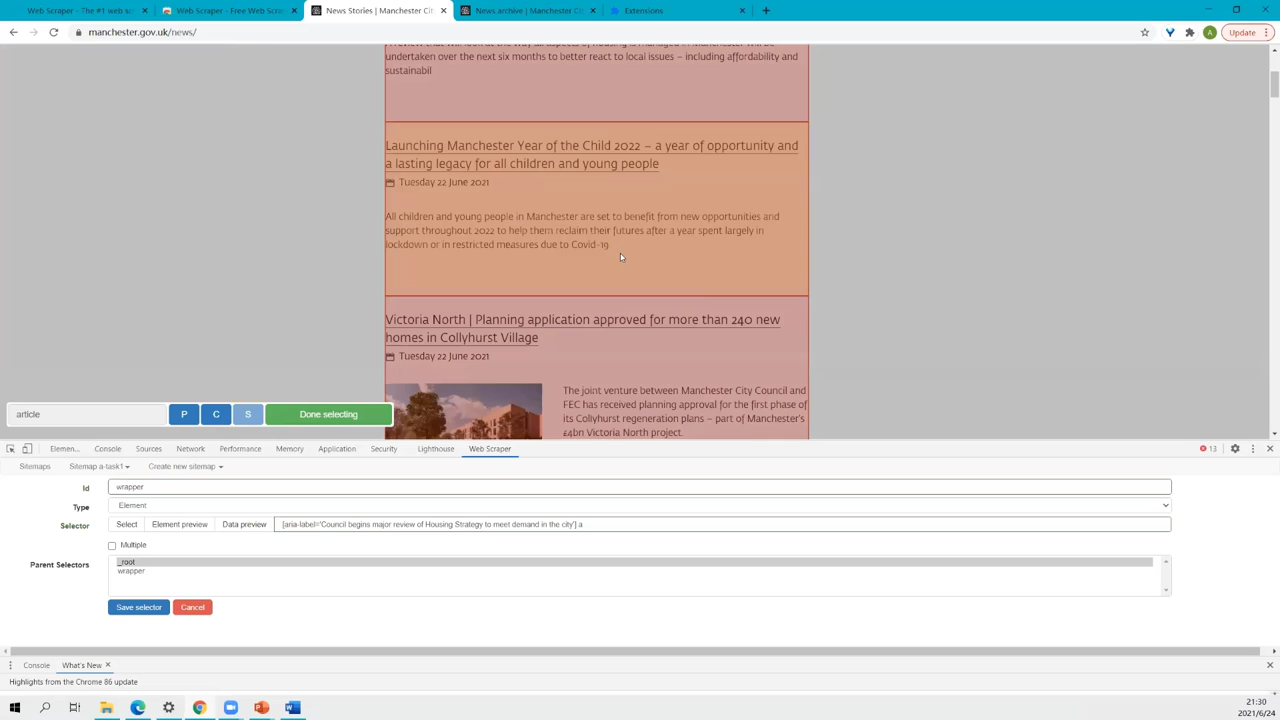 Web Scraper - The #1 web s
Web Scraper - Free Web Scra
News Stories | Manchester Ci
News archive | Manchester Ci
Extensions
manchester.gov.uk/news/
A
Update
undertaken over the next six months to better react to local issues – including affordability and
sustainabil
Launching Manchester Year of the Child 2022 – a year of opportunity and
a lasting legacy for all children and young people
Tuesday 22 June 2021
All children and young people in Manchester are set to benefit from new opportunities and
support throughout 2022 to help them reclaim their futures after a year spent largely in
lockdown or in restricted measures due to Covid-19
Victoria North | Planning application approved for more than 240 new
homes in Collyhurst Village
Tuesday 22 June 2021
The joint venture between Manchester City Council and
FEC has received planning approval for the first phase of
its Collyhurst regeneration plans – part of Manchester's
£4bn Victoria North project.
article
P
C
S
Done selecting
Elemen...
Console
Sources
Network
Performance
Memory
Application
Security
Lighthouse
Web Scraper
13
Sitemaps
Sitemap a-task1
Create new sitemap
Id
wrapper
Type
Element
Selector
Select
Element preview
Data preview
[aria-label='Council begins major review of Housing Strategy to meet demand in the city'] a
Multiple
Parent Selectors
_root
wrapper
Save selector
Cancel
Console
What's New
Highlights from the Chrome 86 update
21:30
2021/6/24